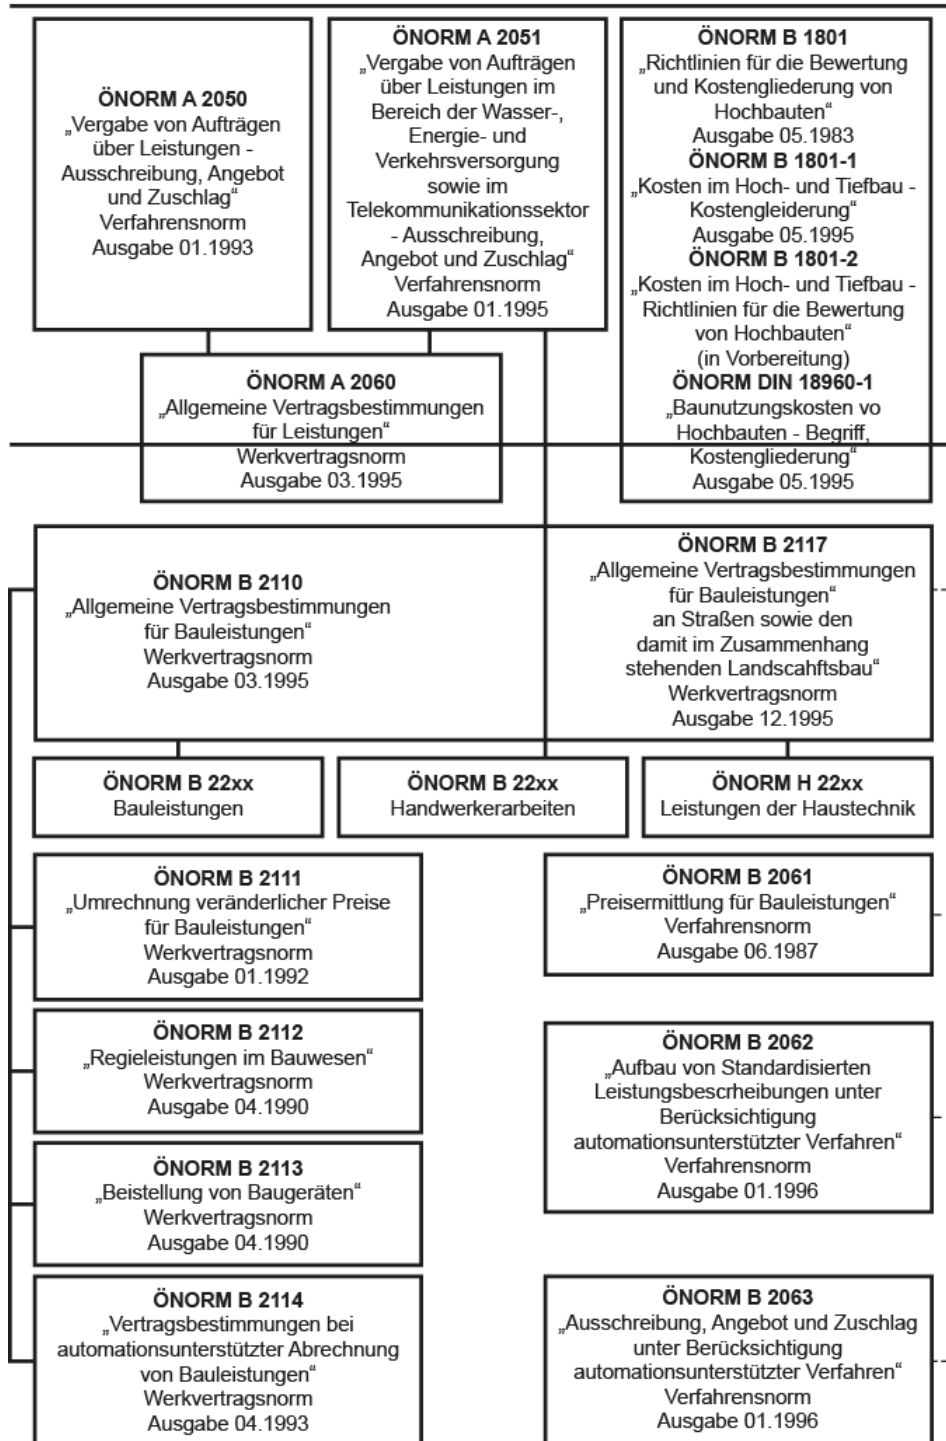 ÖNORM A 2050
„Vergabe von Aufträgen
über Leistungen -
Ausschreibung, Angebot
und Zuschlag“
Verfahrensnorm
Ausgabe 01.1993
ÖNORM A 2051
„Vergabe von Aufträgen
über Leistungen im
Bereich der Wasser-,
Energie- und
Verkehrsversorgung
sowie im
Telekommunikationssektor
- Ausschreibung,
Angebot und Zuschlag“
Verfahrensnorm
Ausgabe 01.1995
ÖNORM B 1801
„Richtlinien für die Bewertung
und Kostengliederung von
Hochbauten“
Ausgabe 05.1983
ÖNORM B 1801-1
„Kosten im Hoch- und Tiefbau -
Kostengleiderung“
Ausgabe 05.1995
ÖNORM B 1801-2
„Kosten im Hoch- und Tiefbau -
Richtlinien für die Bewertung
von Hochbauten“
(in Vorbereitung)
ÖNORM DIN 18960-1
„Baunutzungskosten vo
Hochbauten - Begriff,
Kostengliederung“
Ausgabe 05.1995
ÖNORM A 2060
„Allgemeine Vertragsbestimmungen
für Leistungen“
Werkvertragsnorm
Ausgabe 03.1995
ÖNORM B 2110
„Allgemeine Vertragsbestimmungen
für Bauleistungen“
Werkvertragsnorm
Ausgabe 03.1995
ÖNORM B 2117
„Allgemeine Vertragsbestimmungen
für Bauleistungen“
an Straßen sowie den
damit im Zusammenhang
stehenden Landscahftsbau“
Werkvertragsnorm
Ausgabe 12.1995
ÖNORM B 22xx
Bauleistungen
ÖNORM B 22xx
Handwerkerarbeiten
ÖNORM H 22xx
Leistungen der Haustechnik
ÖNORM B 2111
„Umrechnung veränderlicher Preise
für Bauleistungen“
Werkvertragsnorm
Ausgabe 01.1992
ÖNORM B 2061
„Preisermittlung für Bauleistungen“
Verfahrensnorm
Ausgabe 06.1987
ÖNORM B 2112
„Regieleistungen im Bauwesen“
Werkvertragsnorm
Ausgabe 04.1990
ÖNORM B 2062
„Aufbau von Standardisierten
Leistungsbescrheibungen unter
Berücksichtigung
automationsunterstützter Verfahren“
Verfahrensnorm
Ausgabe 01.1996
ÖNORM B 2113
„Beistellung von Baugeräten“
Werkvertragsnorm
Ausgabe 04.1990
ÖNORM B 2114
„Vertragsbestimmungen bei
automationsunterstützter Abrechnung
von Bauleistungen“
Werkvertragsnorm
Ausgabe 04.1993
ÖNORM B 2063
„Ausschreibung, Angebot und Zuschlag
unter Berücksichtigung
automationsunterstützter Verfahren“
Verfahrensnorm
Ausgabe 01.1996